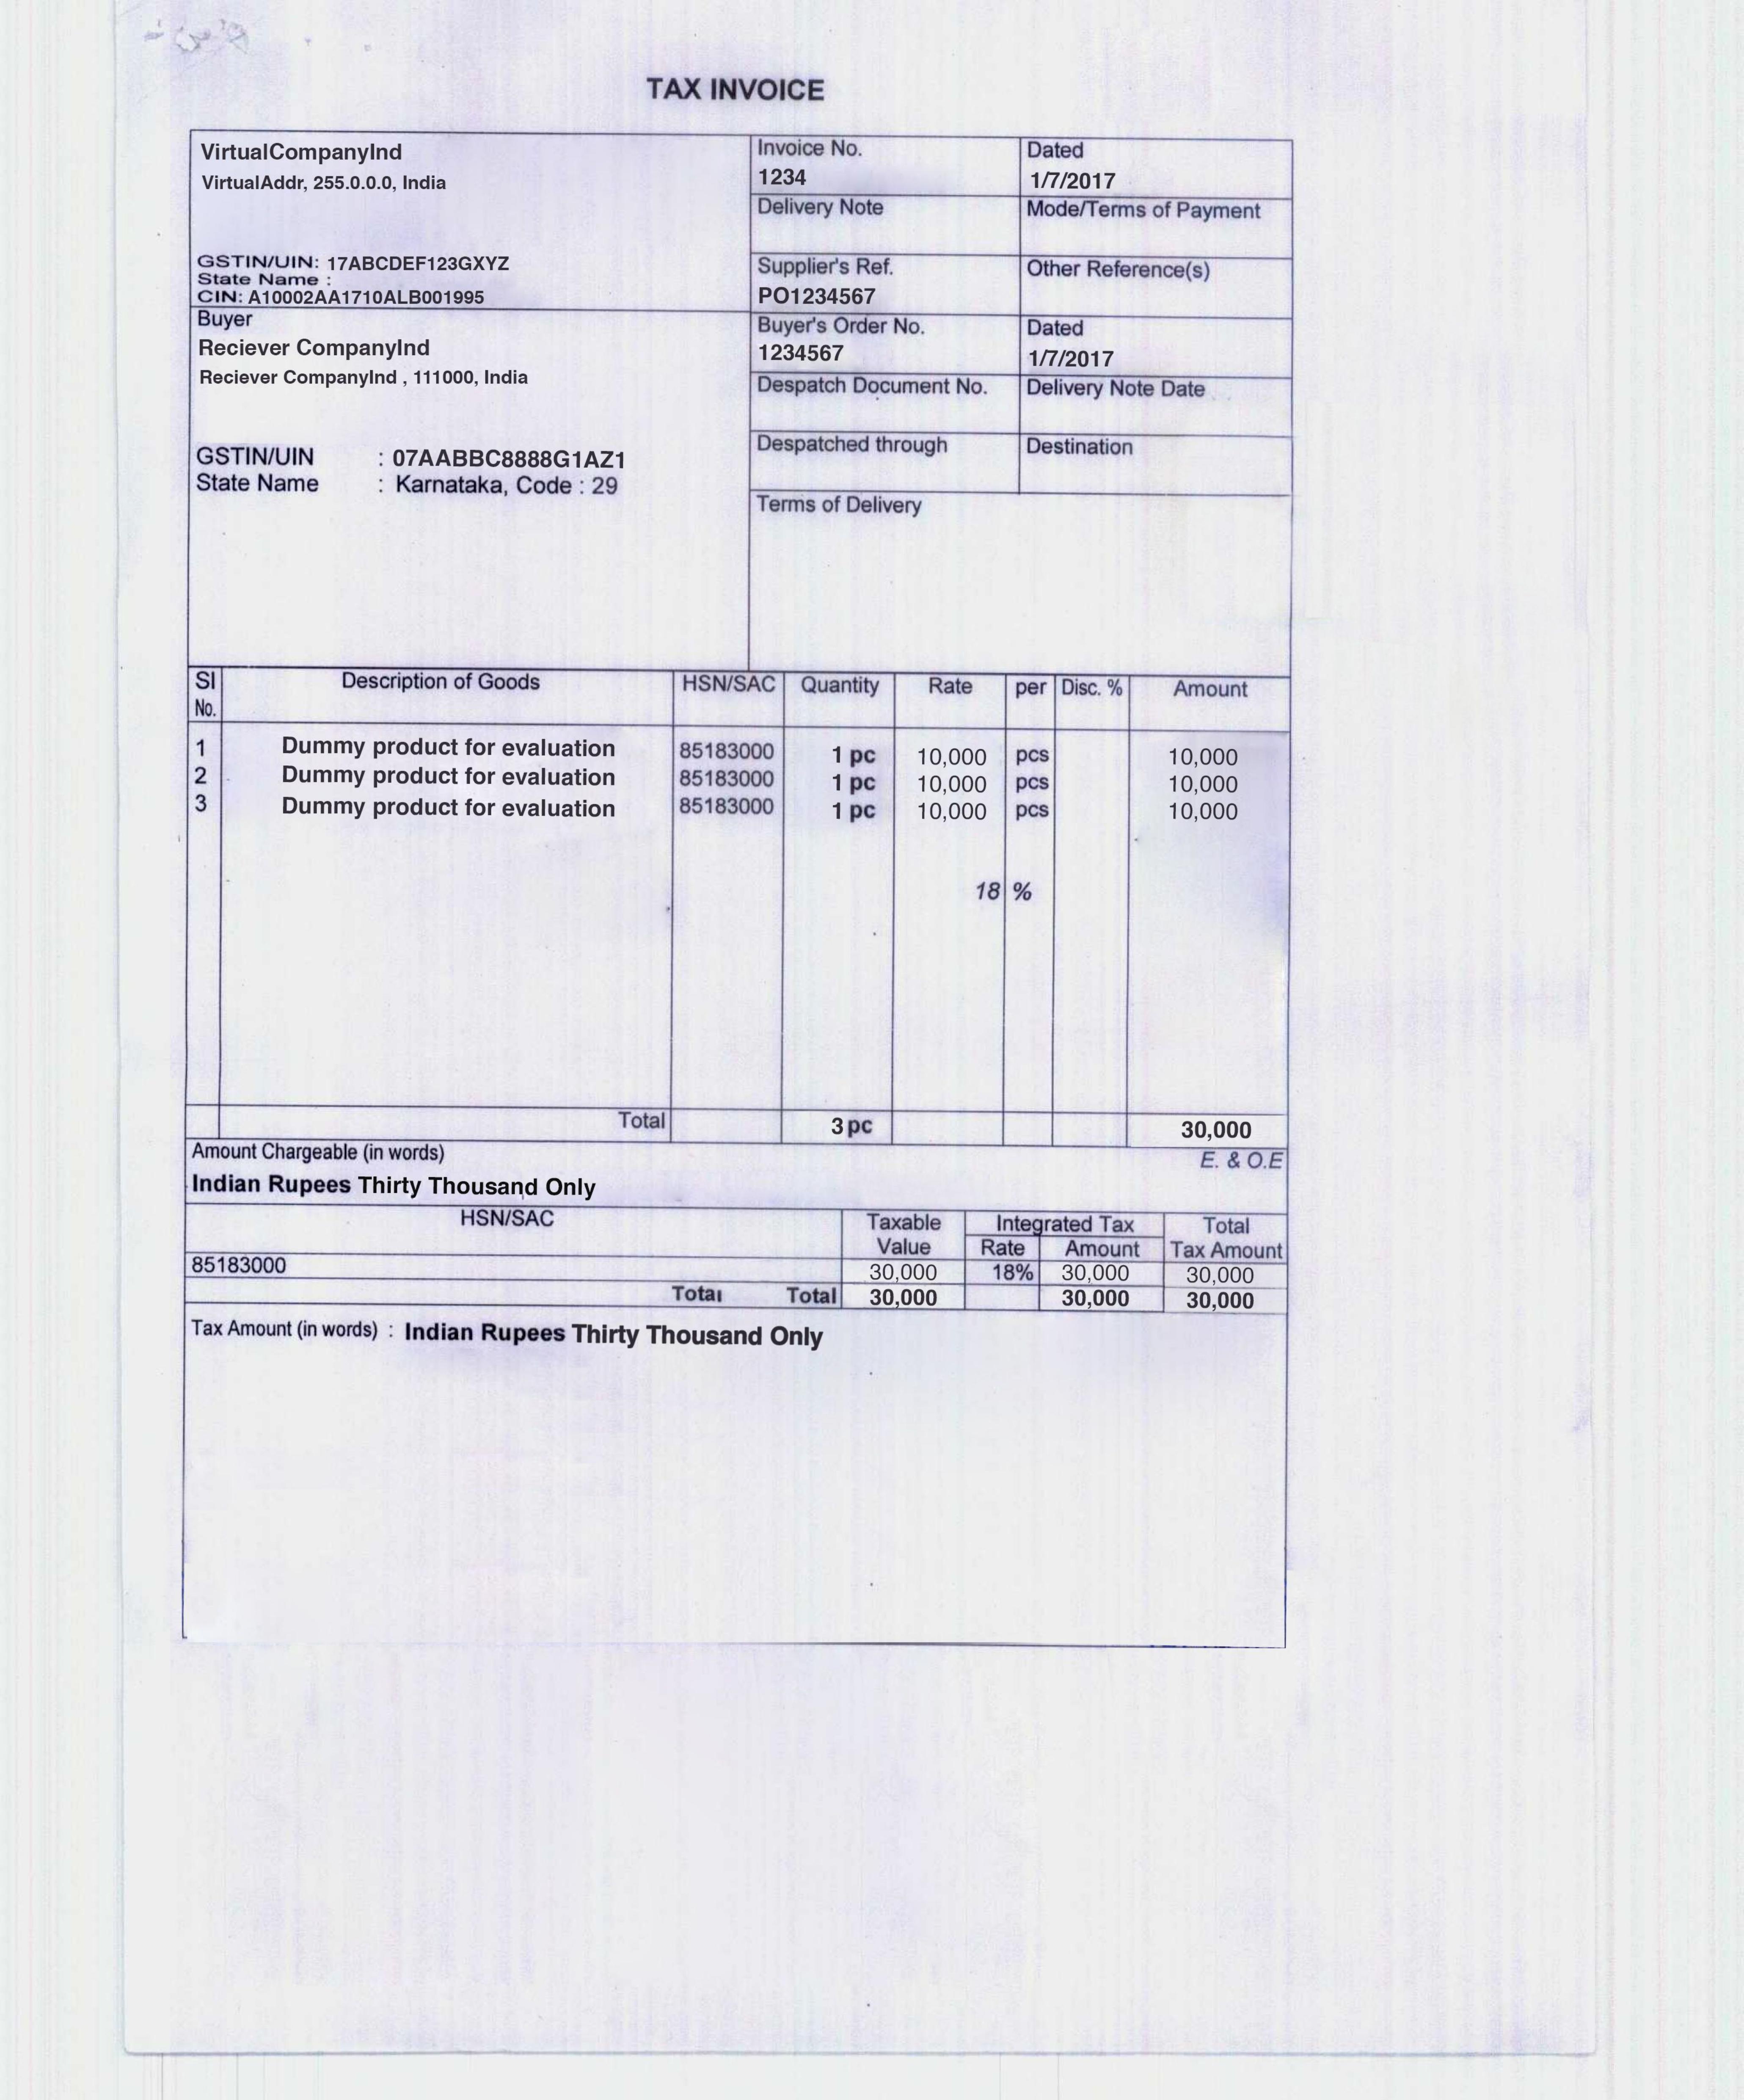 TAX INVOICE
VirtualCompanyInd
VirtualAddr, 255.0.0.0, India
GSTIN/UIN: 17ABCDEF123GXYZ
State Name :
CIN: A10002AA1710ALB001995
Invoice No.
1234
Dated
1/7/2017
Delivery Note
Mode/Terms of Payment
Supplier's Ref.
PO1234567
Other Reference(s)
Buyer
Reciever CompanyInd
Reciever CompanyInd , 111000, India
GSTIN/UIN : 07AABBC8888G1AZ1
State Name : Karnataka, Code : 29
Buyer's Order No.
1234567
Dated
1/7/2017
Despatch Document No.
Delivery Note Date
Despatched through
Destination
Terms of Delivery
SI No. Description of Goods HSN/SAC Quantity Rate per Disc. % Amount
1 Dummy product for evaluation 85183000 1 pc 10,000 pcs 10,000
2 Dummy product for evaluation 85183000 1 pc 10,000 pcs 10,000
3 Dummy product for evaluation 85183000 1 pc 10,000 pcs 10,000
18 %
Total 3 pc 30,000
Amount Chargeable (in words) E. & O.E
Indian Rupees Thirty Thousand Only
HSN/SAC Taxable Value Integrated Tax Total Tax Amount
Rate Amount
85183000 30,000 18% 30,000 30,000
Total Total 30,000 30,000 30,000
Tax Amount (in words) : Indian Rupees Thirty Thousand Only